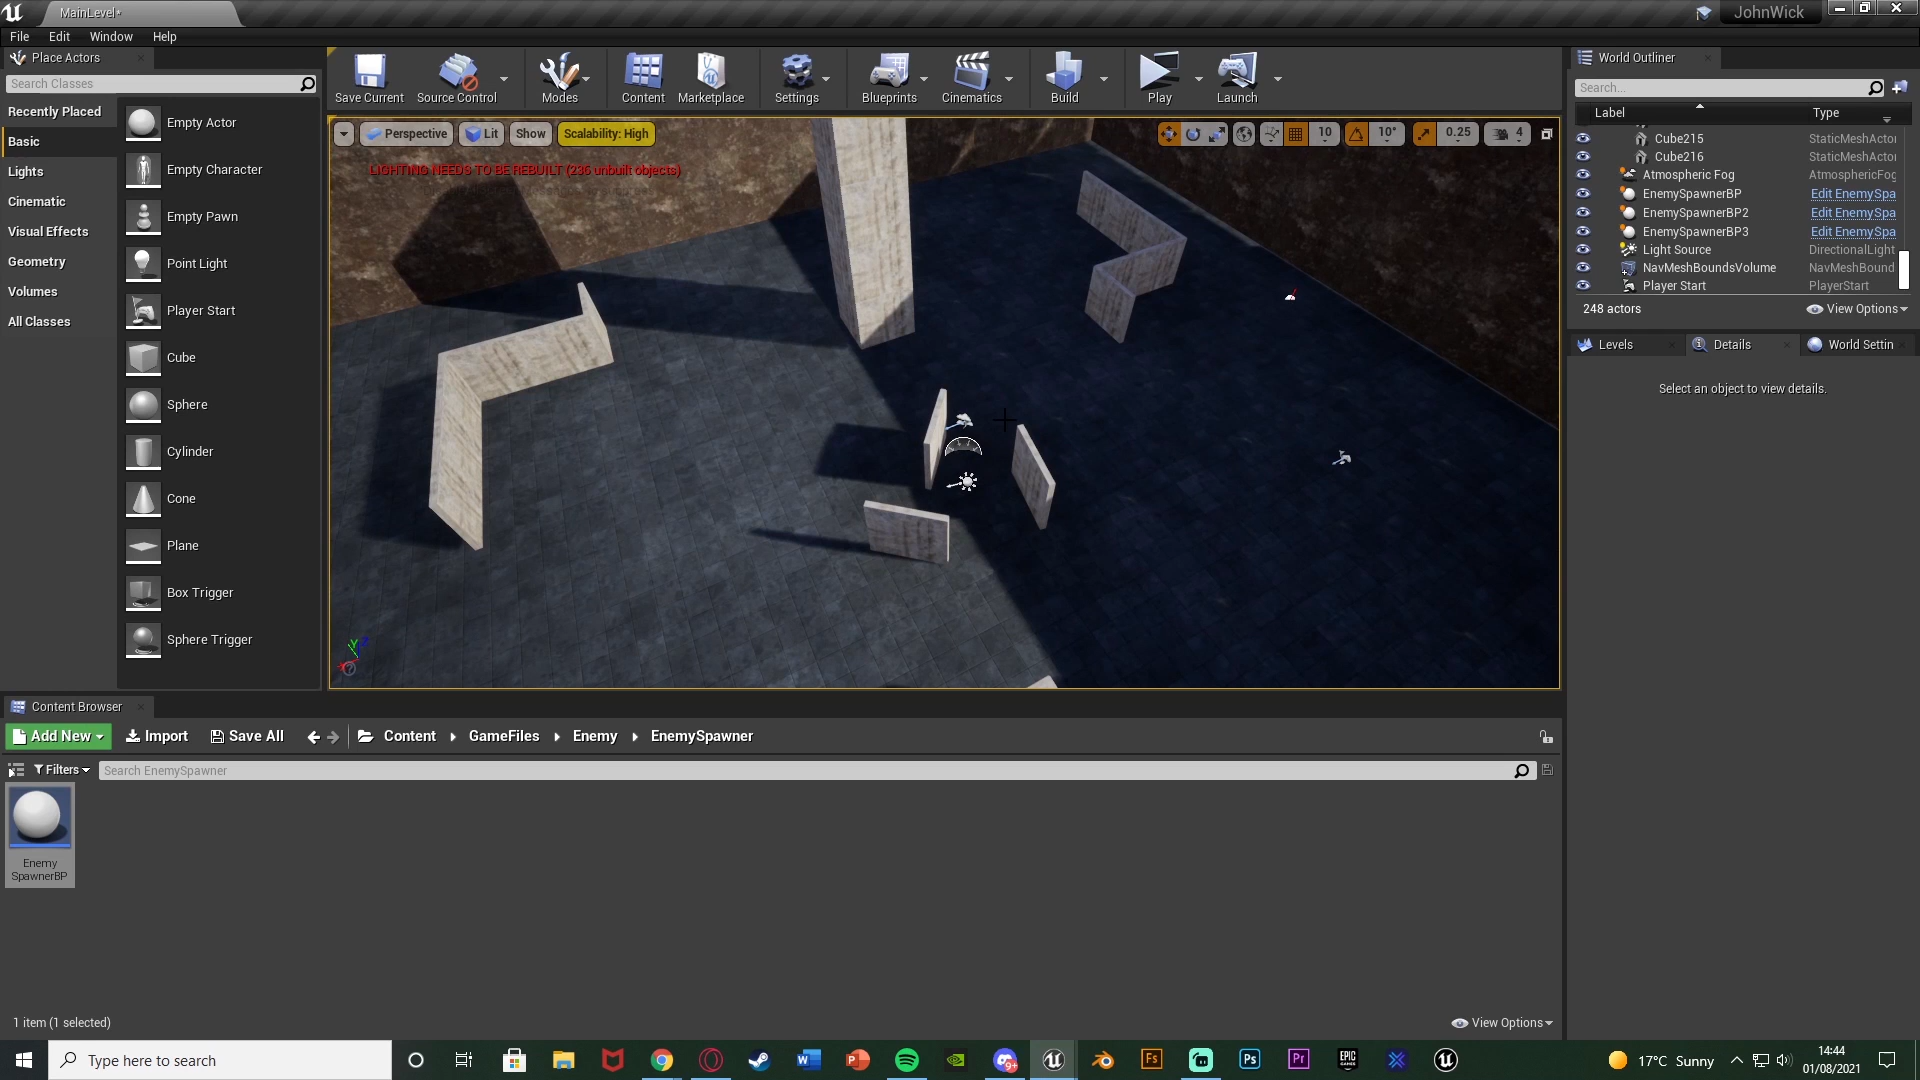 MainLevel*
JohnWick
File Edit Window Help
Place Actors
Search Classes
Recently Placed
Basic
Lights
Cinematic
Visual Effects
Geometry
Volumes
All Classes
Empty Actor
Empty Character
Empty Pawn
Point Light
Player Start
Cube
Sphere
Cylinder
Cone
Plane
Box Trigger
Sphere Trigger
Save Current Source Control Modes Content Marketplace Settings Blueprints Cinematics Build Play Launch
Perspective Lit Show Scalability: High 10 10° 0.25 4
LIGHTING NEEDS TO BE REBUILT (236 unbuilt objects)
World Outliner
Search...
Label Type
Cube215 StaticMeshActor
Cube216 StaticMeshActor
Atmospheric Fog AtmosphericFog
EnemySpawnerBP Edit EnemySpa
EnemySpawnerBP2 Edit EnemySpa
EnemySpawnerBP3 Edit EnemySpa
Light Source DirectionalLight
NavMeshBoundsVolume NavMeshBound
Player Start PlayerStart
248 actors View Options
Levels Details World Settin
Select an object to view details.
Content Browser
Add New Import Save All Content GameFiles Enemy EnemySpawner
Filters Search EnemySpawner
Enemy
SpawnerBP
1 item (1 selected) View Options
Type here to search
17°C Sunny
14:44
01/08/2021